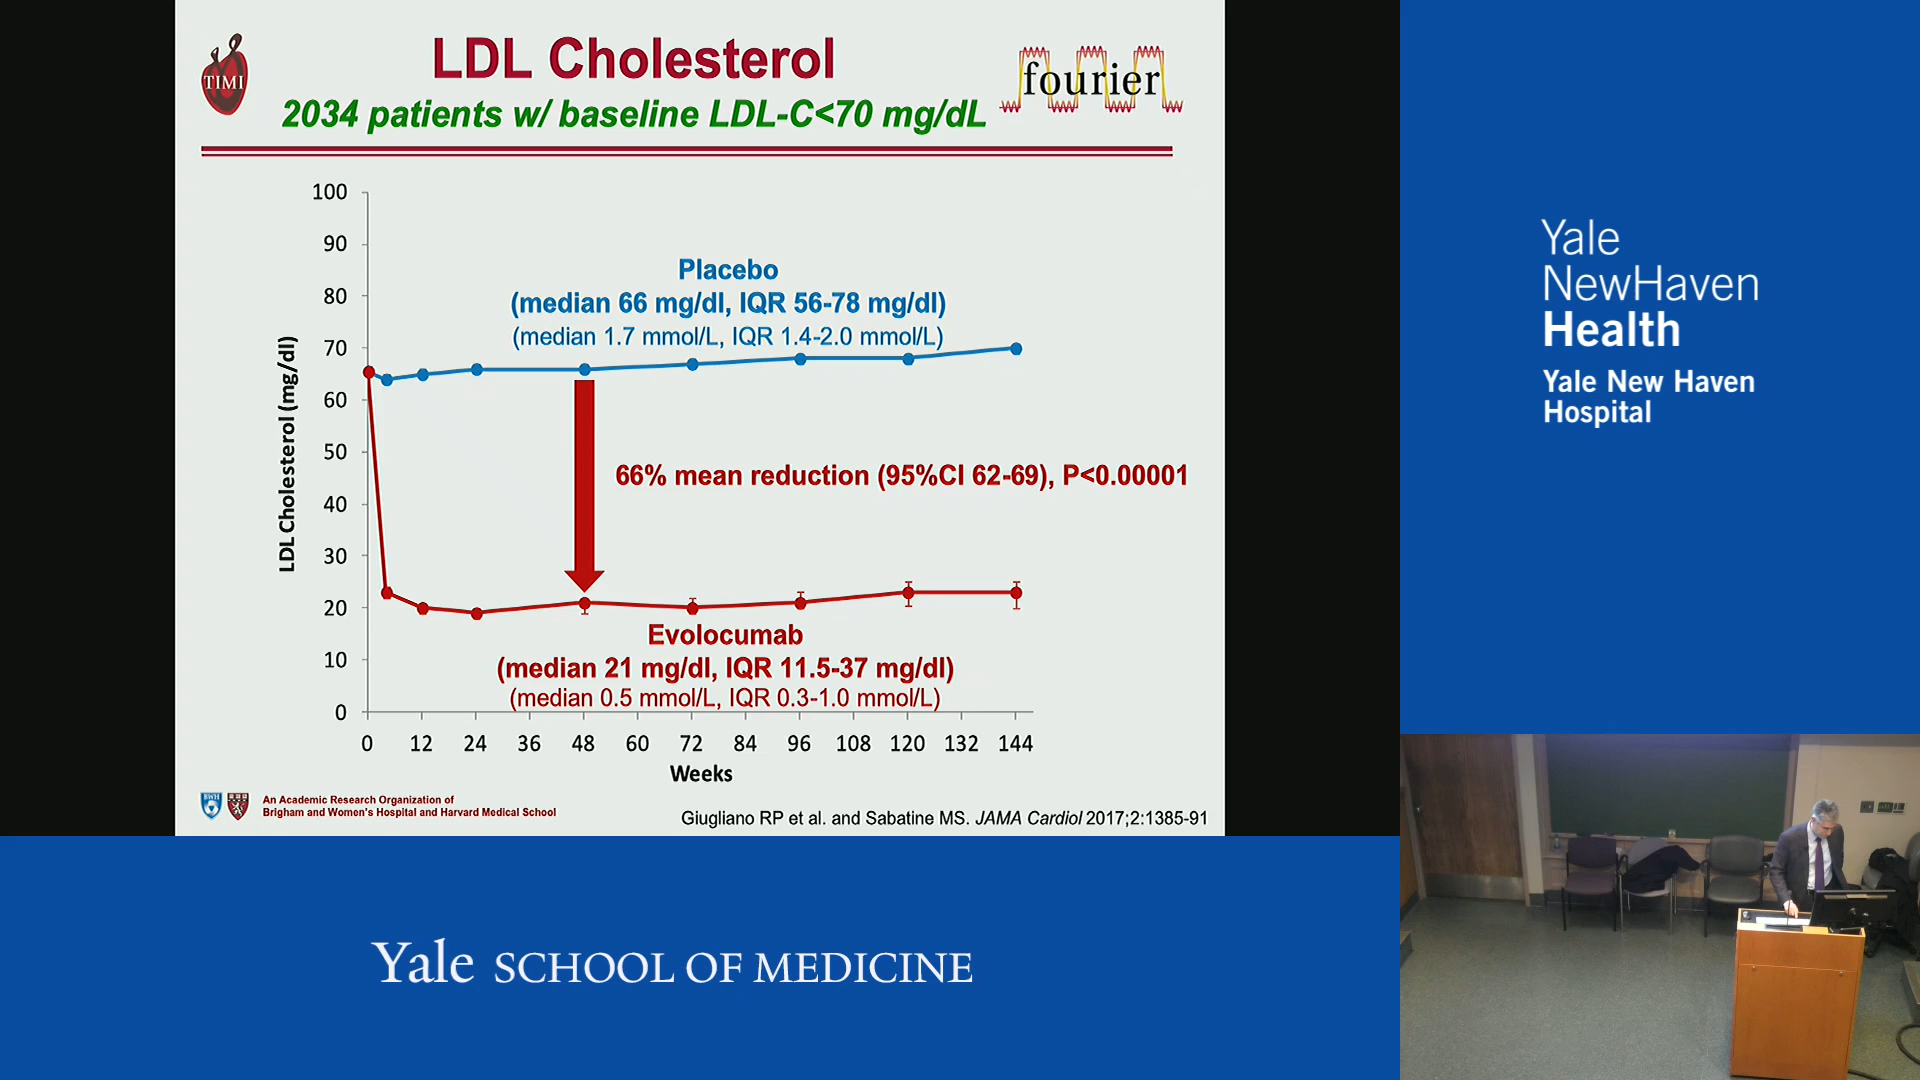 TIMI
LDL Cholesterol
2034 patients w/ baseline LDL-C<70 mg/dL
fourier
100
90
80
70
60
50
40
30
20
10
0
LDL Cholesterol (mg/dl)
Placebo
(median 66 mg/dl, IQR 56-78 mg/dl)
(median 1.7 mmol/L, IQR 1.4-2.0 mmol/L)
66% mean reduction (95%CI 62-69), P<0.00001
Evolocumab
(median 21 mg/dl, IQR 11.5-37 mg/dl)
(median 0.5 mmol/L, IQR 0.3-1.0 mmol/L)
0 12 24 36 48 60 72 84 96 108 120 132 144
Weeks
BWH
An Academic Research Organization of
Brigham and Women's Hospital and Harvard Medical School
Giugliano RP et al. and Sabatine MS. JAMA Cardiol 2017;2:1385-91
Yale
NewHaven
Health
Yale New Haven
Hospital
Yale SCHOOL OF MEDICINE